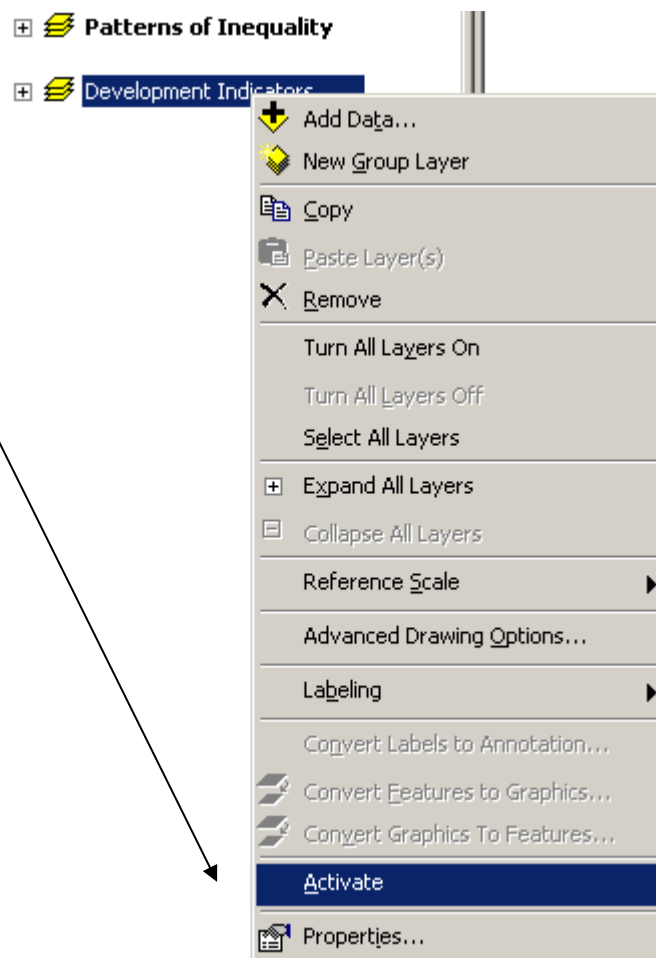 Patterns of Inequality
Development Indicators
Add Data...
New Group Layer
Copy
Paste Layer(s)
Remove
Turn All Layers On
Turn All Layers Off
Select All Layers
Expand All Layers
Collapse All Layers
Reference Scale
Advanced Drawing Options...
Labeling
Convert Labels to Annotation...
Convert Features to Graphics...
Convert Graphics To Features...
Activate
Properties...